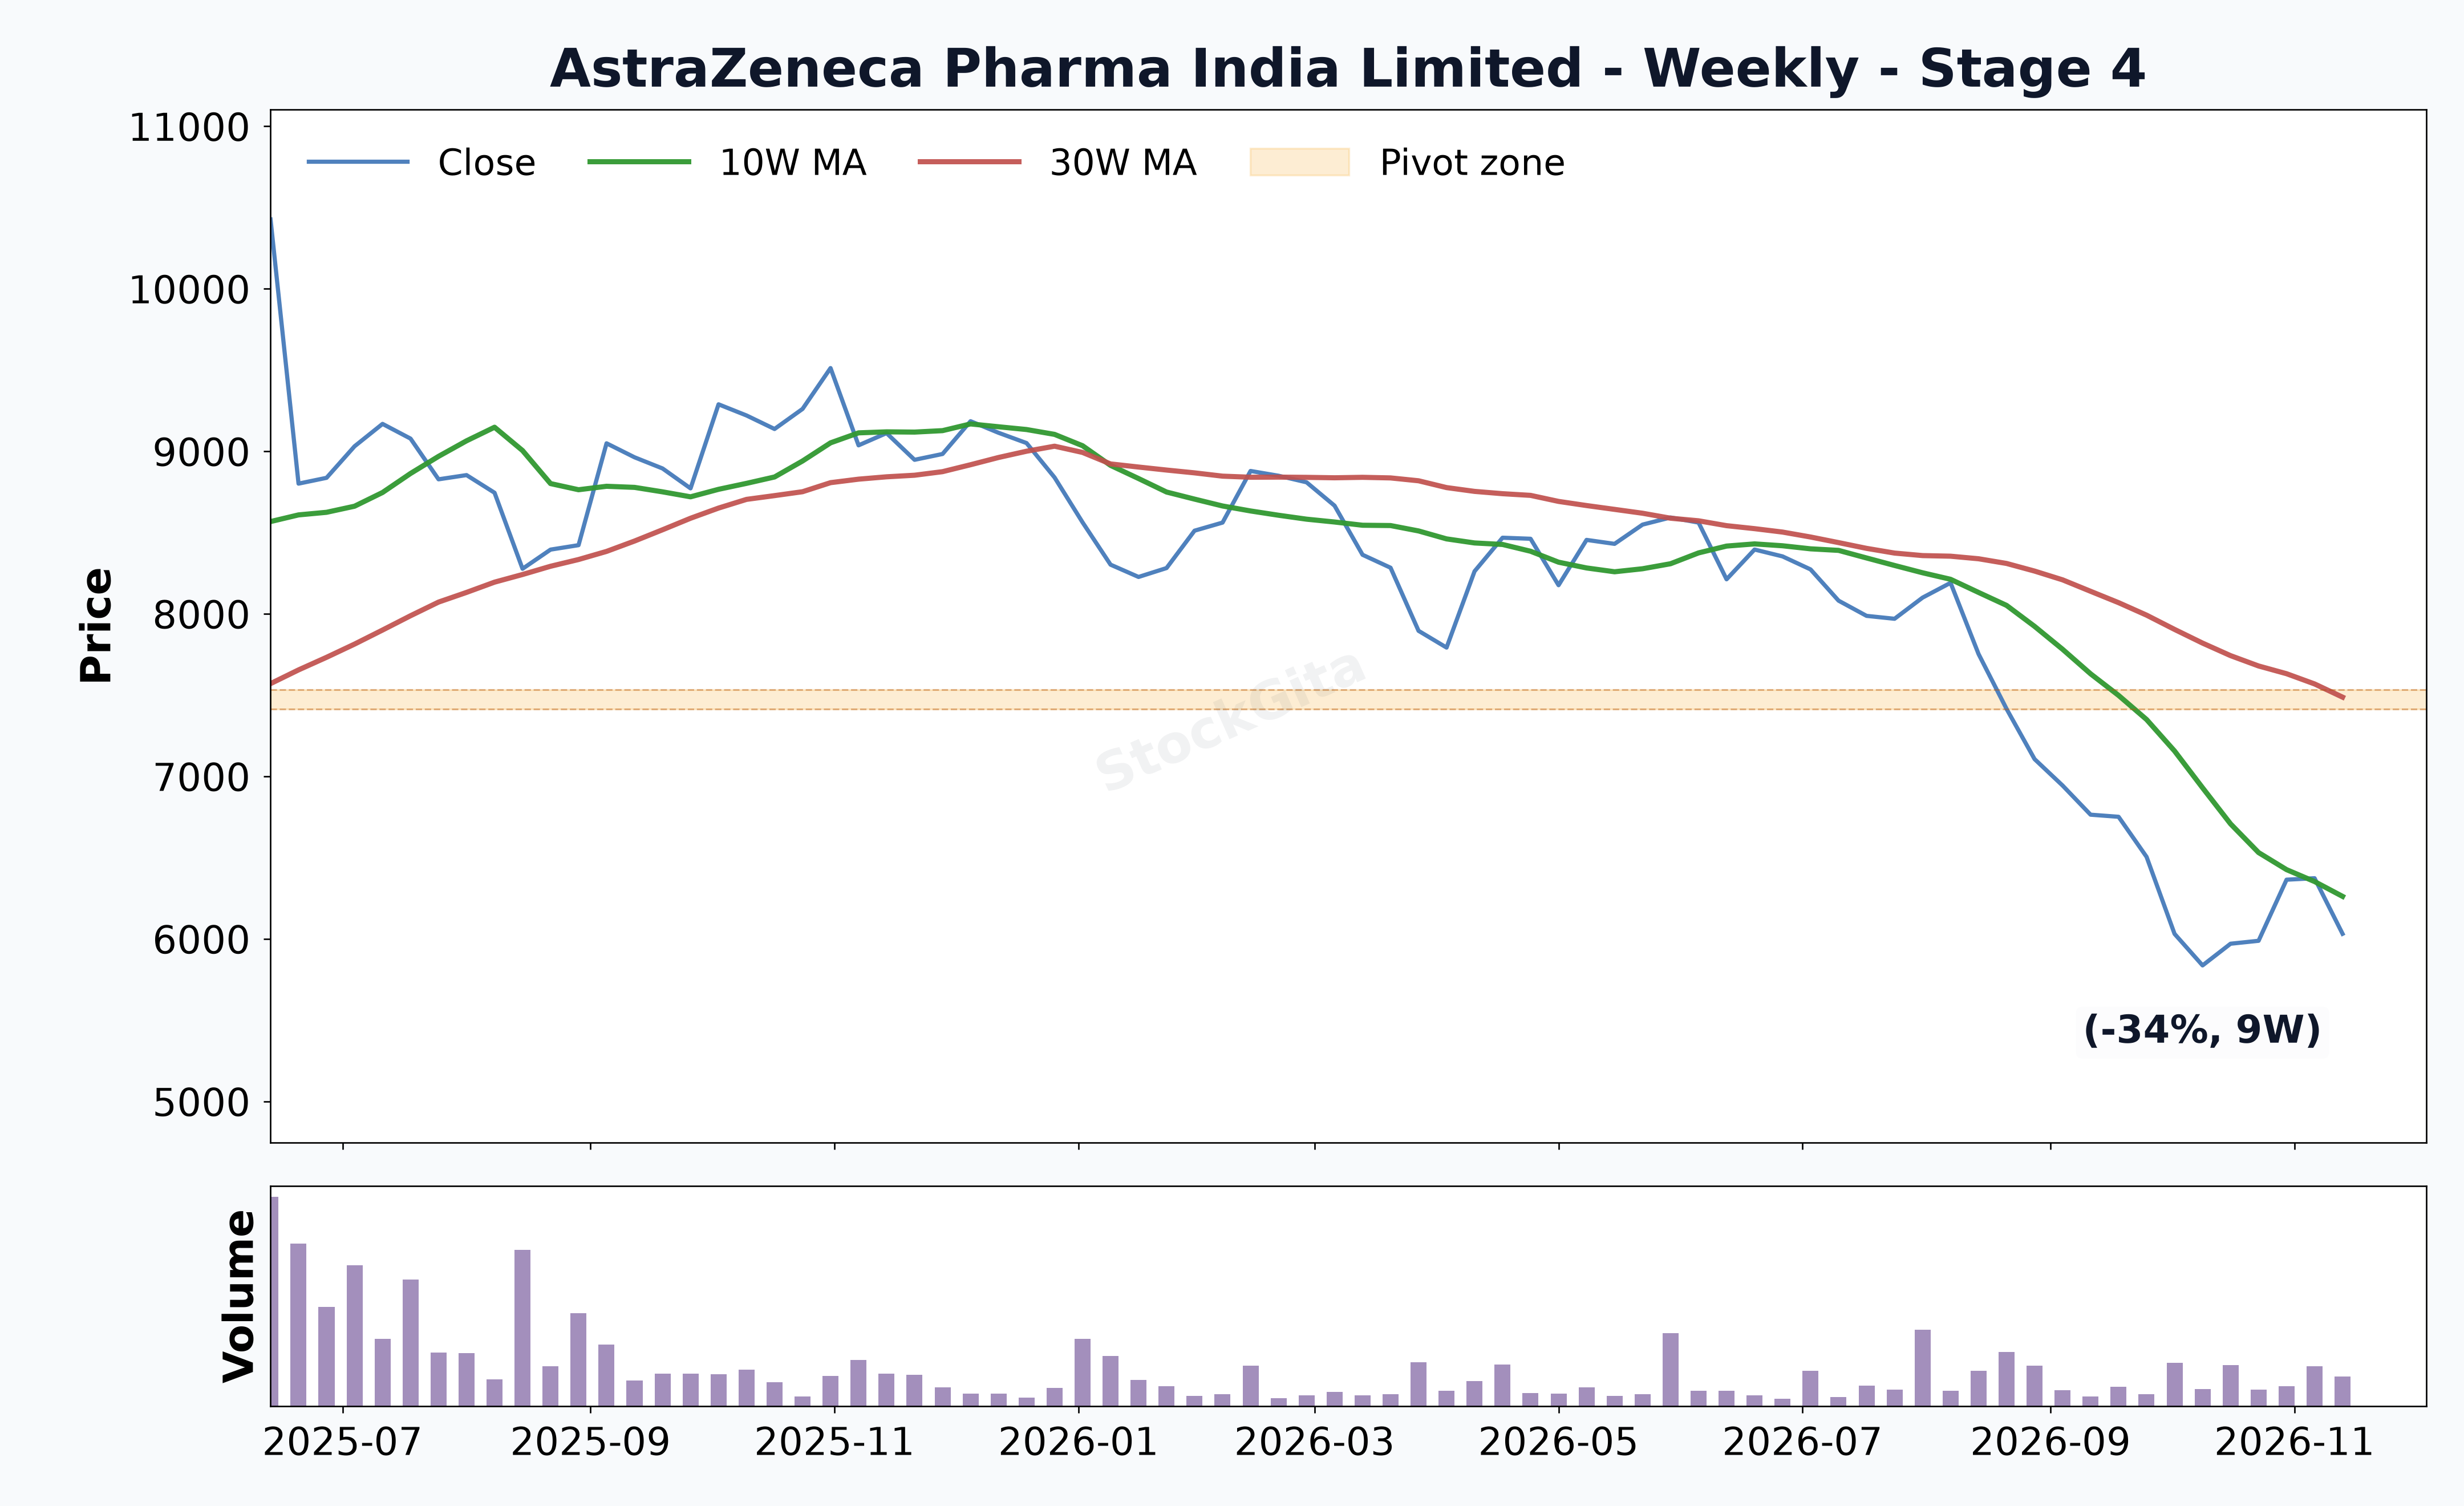 AstraZeneca Pharma India Limited - Weekly - Stage 4
11000
Close 10W MA 30W MA Pivot zone
10000
9000
8000
7000
6000
5000
Price
StockGita
(-34%, 9W)
Volume
2025-07 2025-09 2025-11 2026-01 2026-03 2026-05 2026-07 2026-09 2026-11